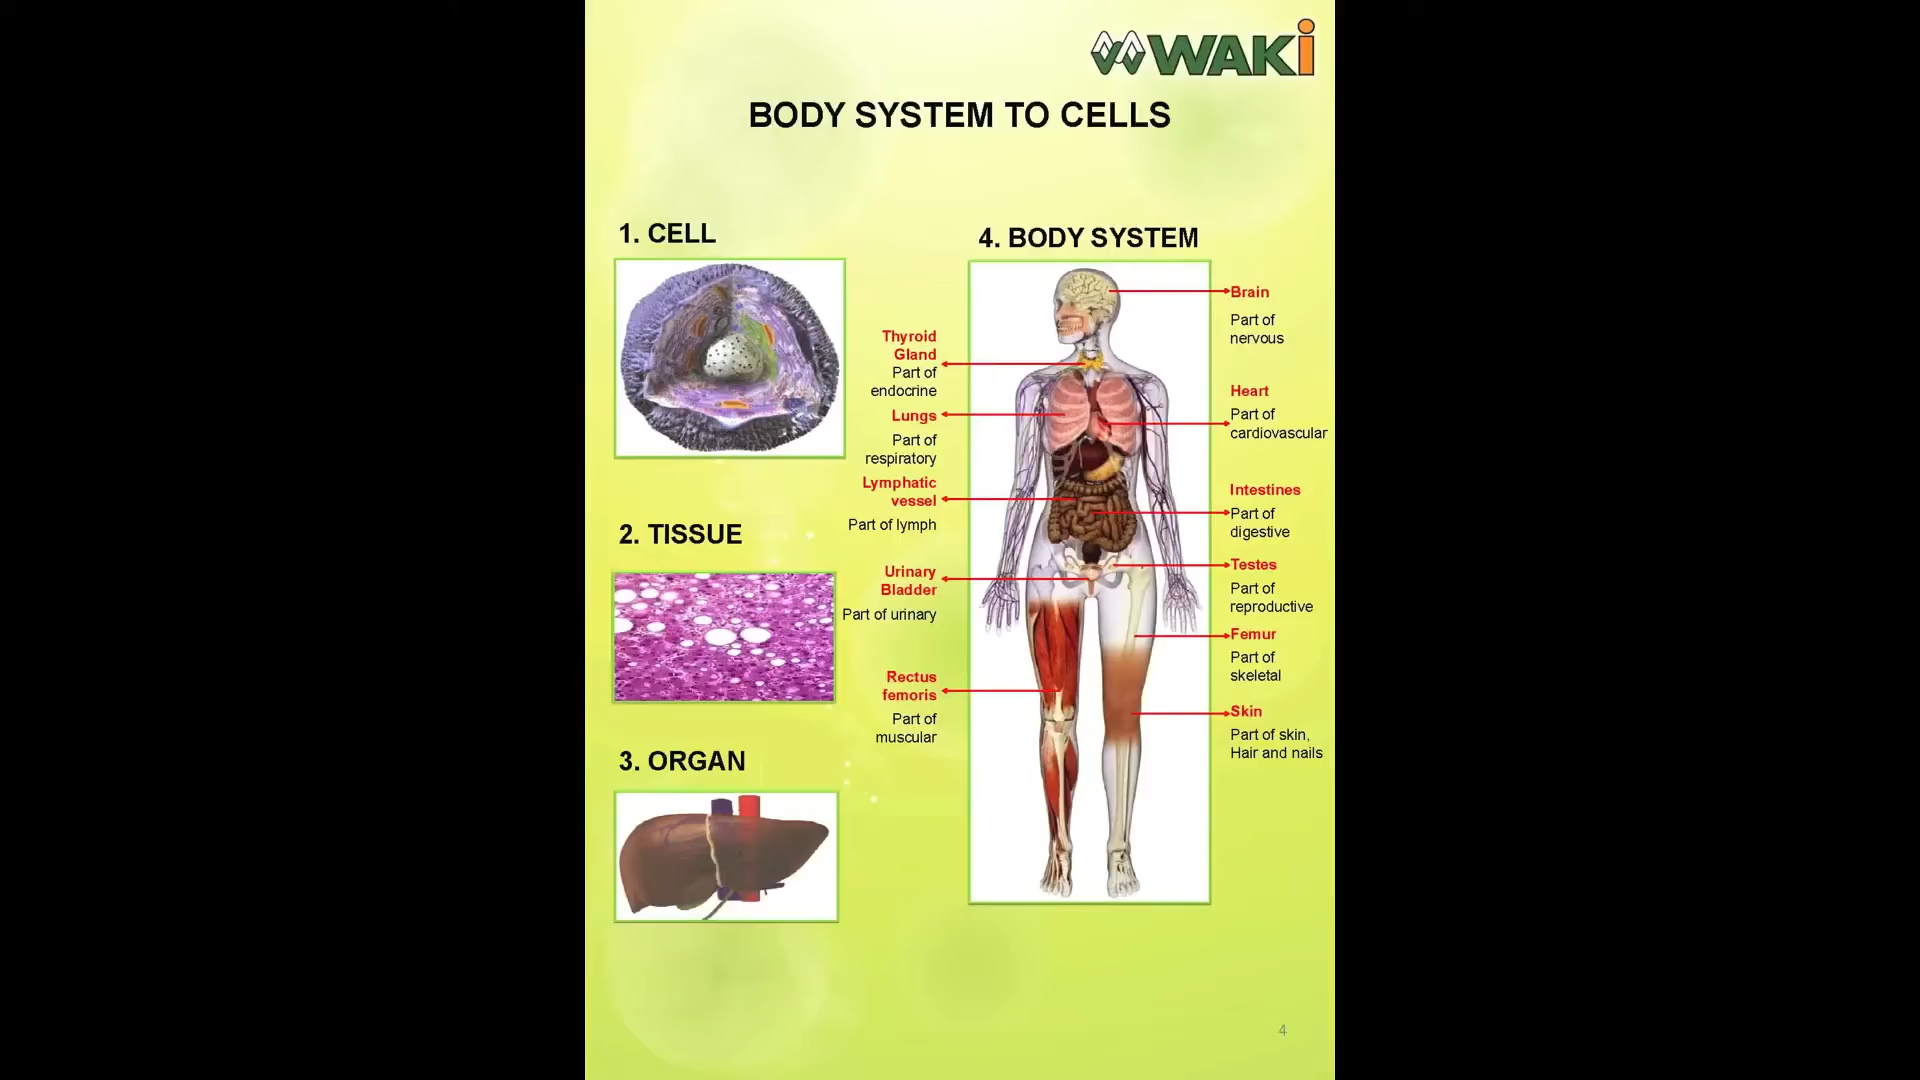 WAKi
BODY SYSTEM TO CELLS
1. CELL
2. TISSUE
3. ORGAN
4. BODY SYSTEM
Thyroid
Gland
Part of
endocrine
Lungs
Part of
respiratory
Lymphatic
vessel
Part of lymph
Urinary
Bladder
Part of urinary
Rectus
femoris
Part of
muscular
Brain
Part of
nervous
Heart
Part of
cardiovascular
Intestines
Part of
digestive
Testes
Part of
reproductive
Femur
Part of
skeletal
Skin
Part of skin,
Hair and nails
4